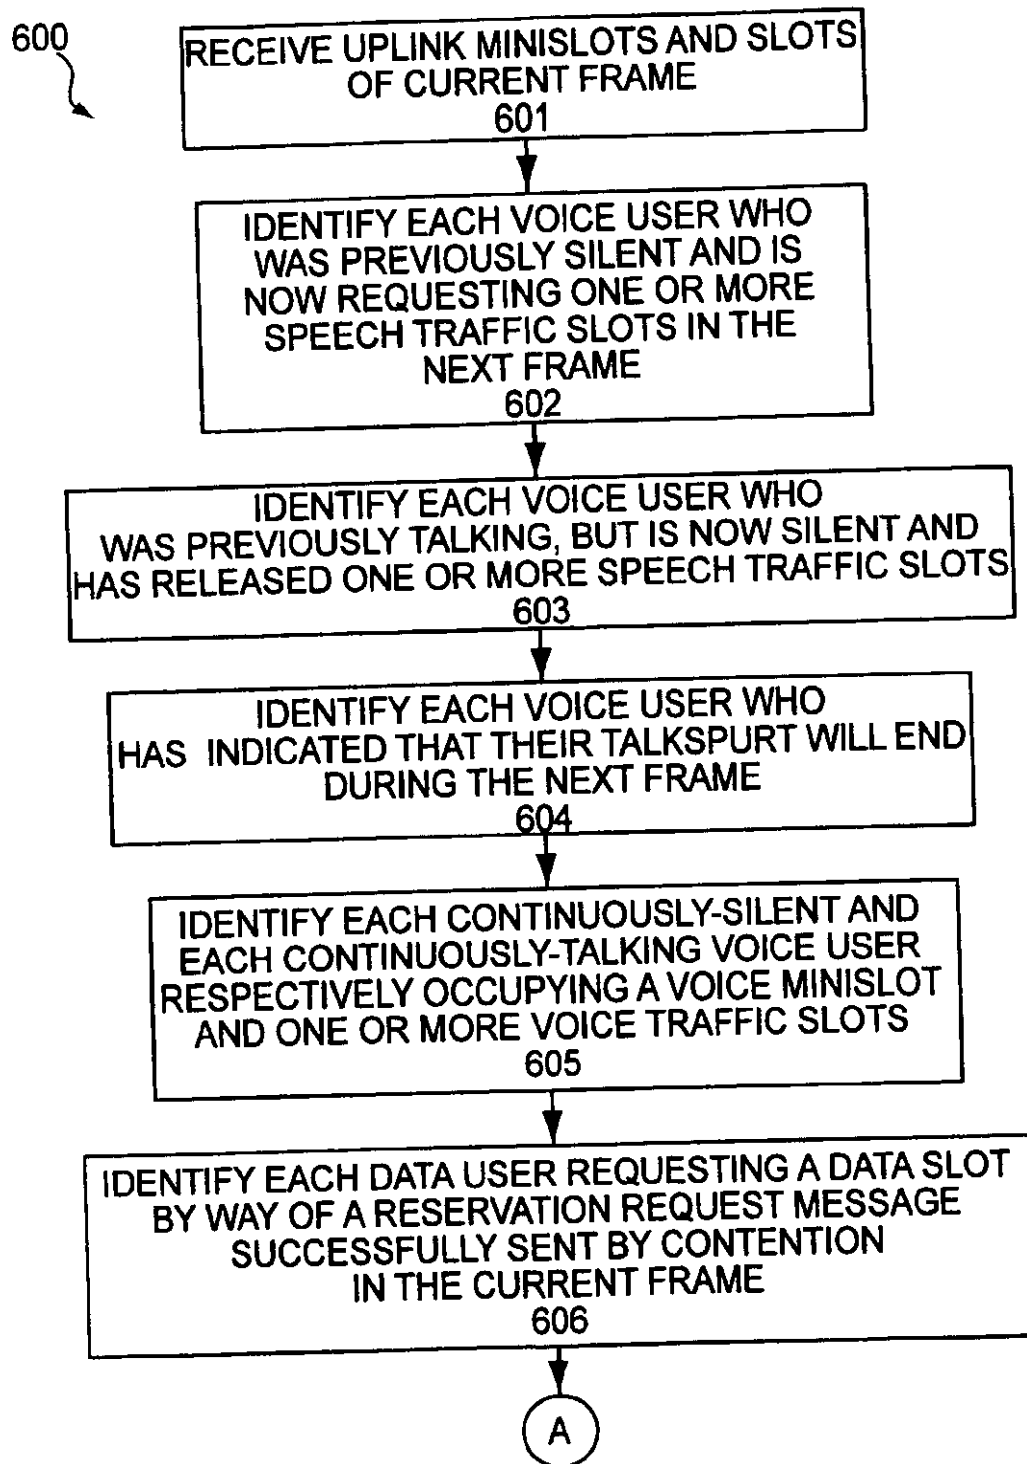 600
RECEIVE UPLINK MINISLOTS AND SLOTS
OF CURRENT FRAME
601
IDENTIFY EACH VOICE USER WHO
WAS PREVIOUSLY SILENT AND IS
NOW REQUESTING ONE OR MORE
SPEECH TRAFFIC SLOTS IN THE
NEXT FRAME
602
IDENTIFY EACH VOICE USER WHO
WAS PREVIOUSLY TALKING, BUT IS NOW SILENT AND
HAS RELEASED ONE OR MORE SPEECH TRAFFIC SLOTS
603
IDENTIFY EACH VOICE USER WHO
HAS INDICATED THAT THEIR TALKSPURT WILL END
DURING THE NEXT FRAME
604
IDENTIFY EACH CONTINUOUSLY-SILENT AND
EACH CONTINUOUSLY-TALKING VOICE USER
RESPECTIVELY OCCUPYING A VOICE MINISLOT
AND ONE OR MORE VOICE TRAFFIC SLOTS
605
IDENTIFY EACH DATA USER REQUESTING A DATA SLOT
BY WAY OF A RESERVATION REQUEST MESSAGE
SUCCESSFULLY SENT BY CONTENTION
IN THE CURRENT FRAME
606
A